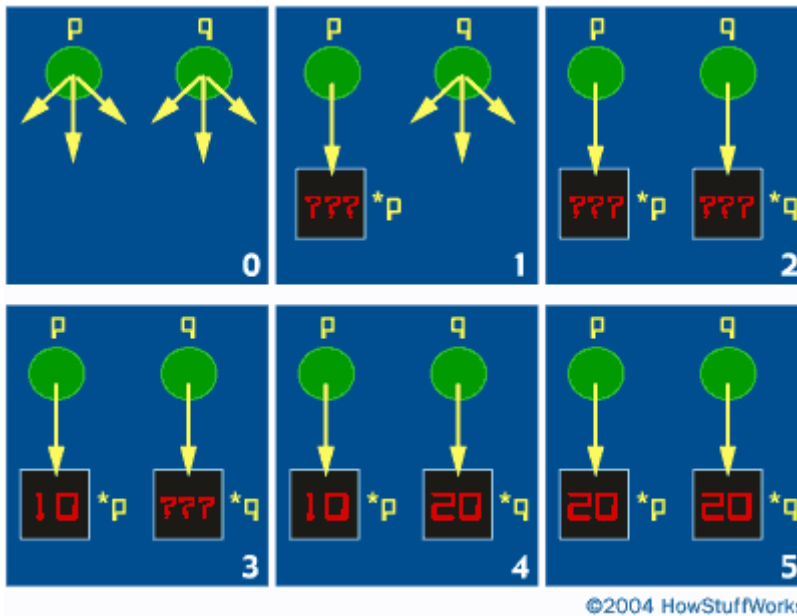 p q
0
p q
??? *p
1
p q
??? *p ??? *q
2
p q
10 *p ??? *q
3
p q
10 *p 20 *q
4
p q
20 *p 20 *q
5
©2004 HowStuffWorks